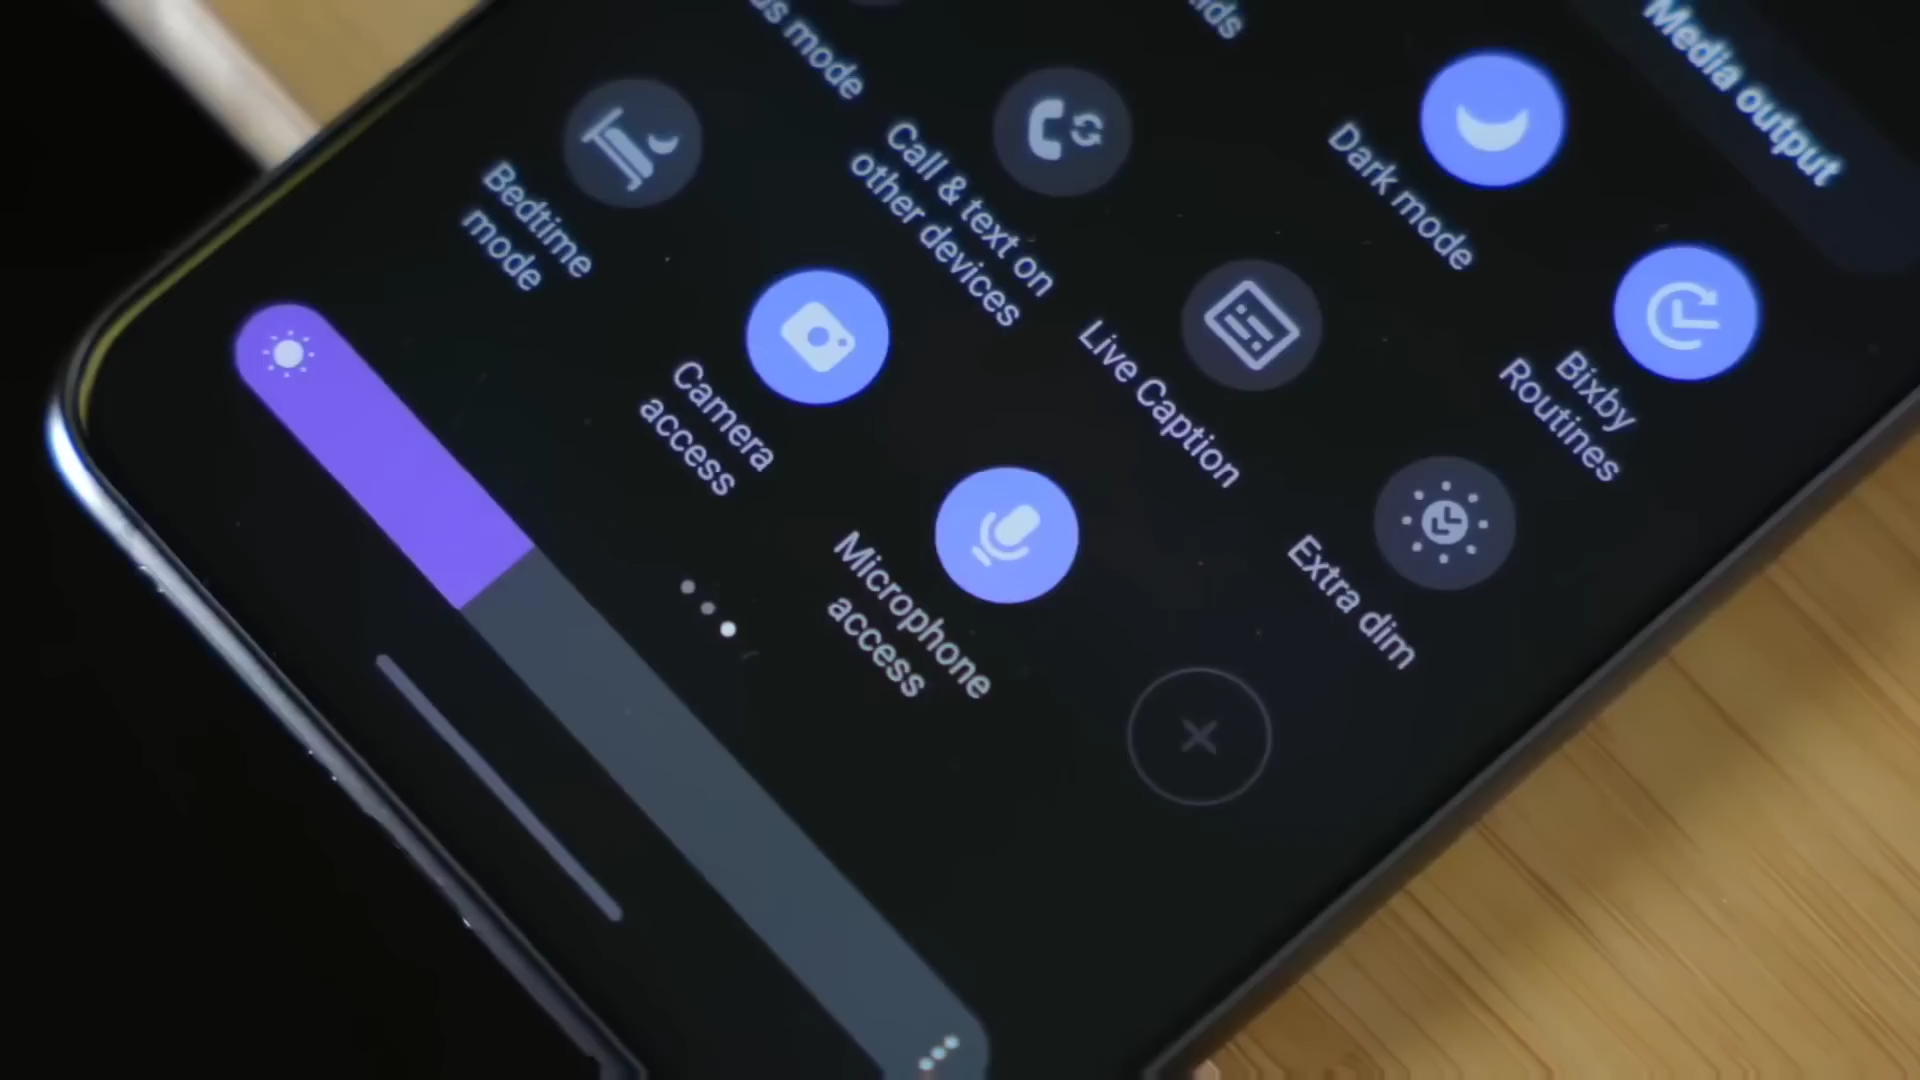 Media output
mode
Dark mode
Bixby
Routines
Call & text on
other devices
Live Caption
Extra dim
Bedtime
mode
Camera
access
Microphone
access